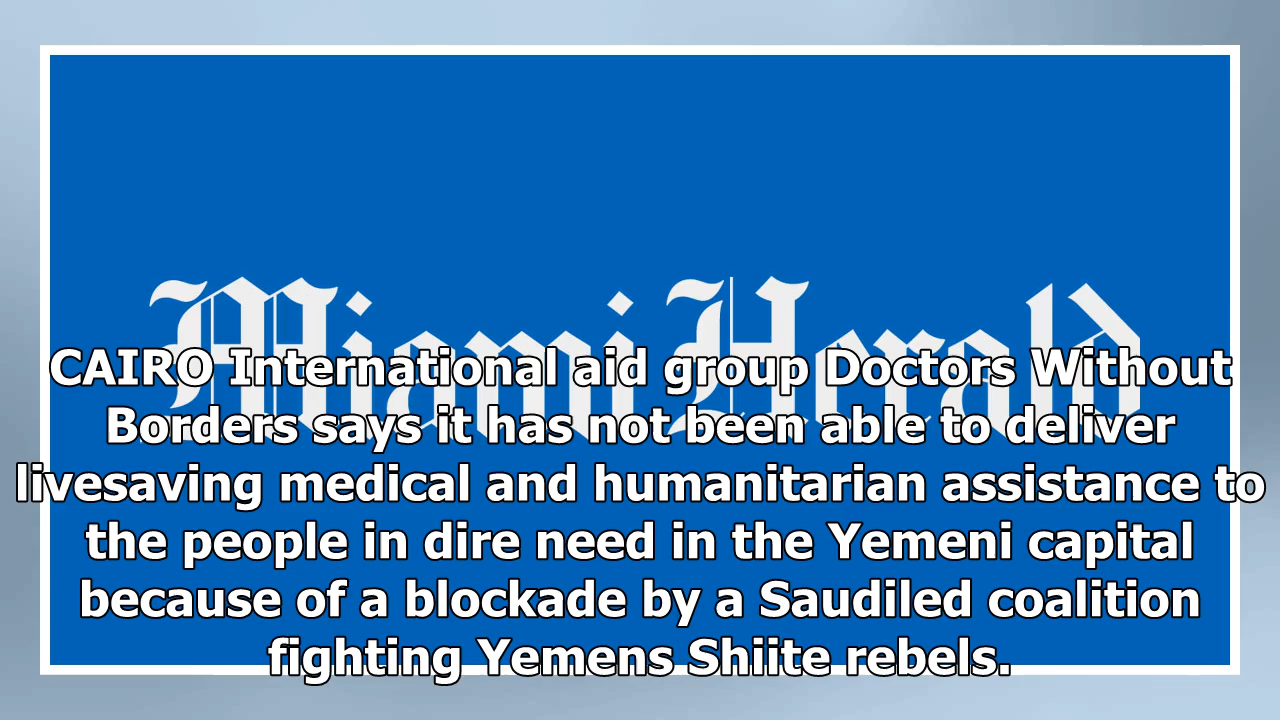 Miami Herald
CAIRO International aid group Doctors Without
Borders says it has not been able to deliver
livesaving medical and humanitarian assistance to
the people in dire need in the Yemeni capital
because of a blockade by a Saudiled coalition
fighting Yemens Shiite rebels.